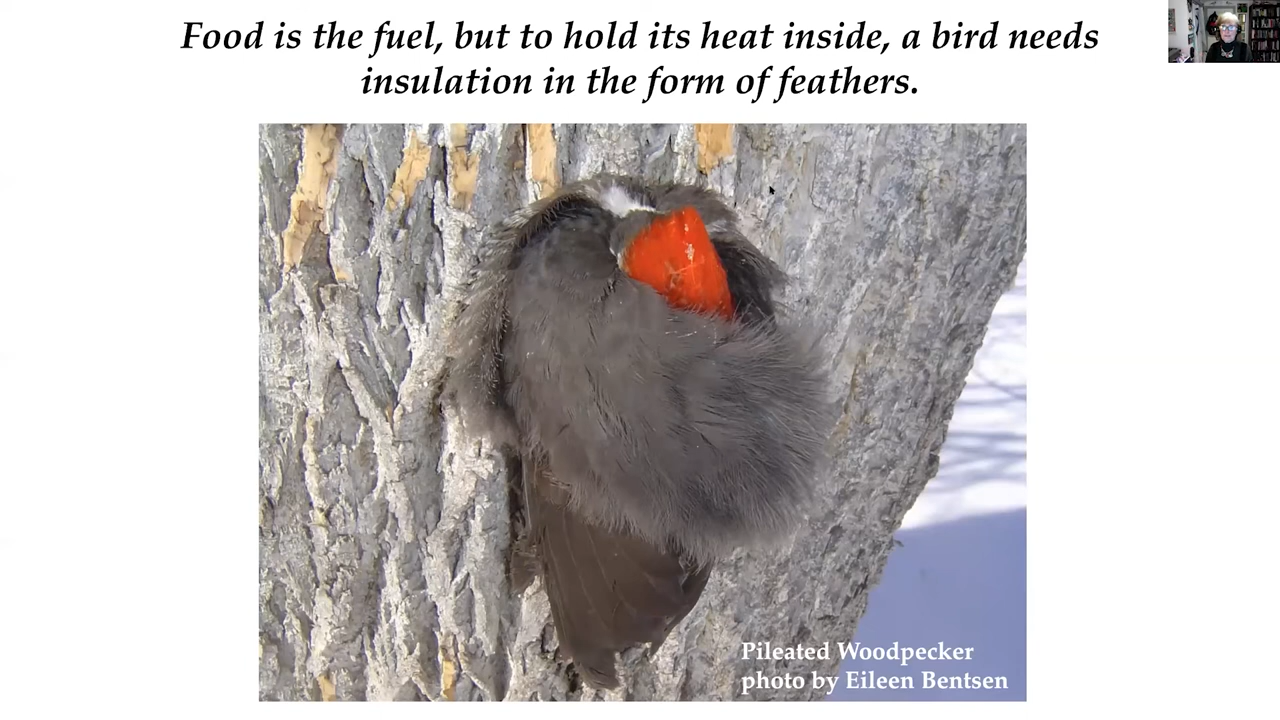 Food is the fuel, but to hold its heat inside, a bird needs
insulation in the form of feathers.
Pileated Woodpecker
photo by Eileen Bentsen